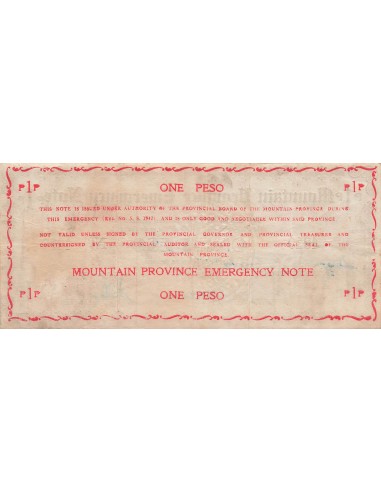 ₱1₱ ONE PESO ₱1₱
THIS NOTE IS ISSUED UNDER AUTHORITY OF THE PROVINCIAL BOARD OF THE MOUNTAIN PROVINCE DURING
THIS EMERGENCY (RES. NO. S. 1942) AND IS ONLY GOOD AND NEGOTIABLE WITHIN SAID PROVINCE
NOT VALID UNLESS SIGNED BY THE PROVINCIAL GOVERNOR AND PROVINCIAL TREASURER AND
COUNTERSIGNED BY THE PROVINCIAL AUDITOR AND SEALED WITH THE OFFICIAL SEAL OF THE
MOUNTAIN PROVINCE
MOUNTAIN PROVINCE EMERGENCY NOTE
₱1₱ ONE PESO ₱1₱